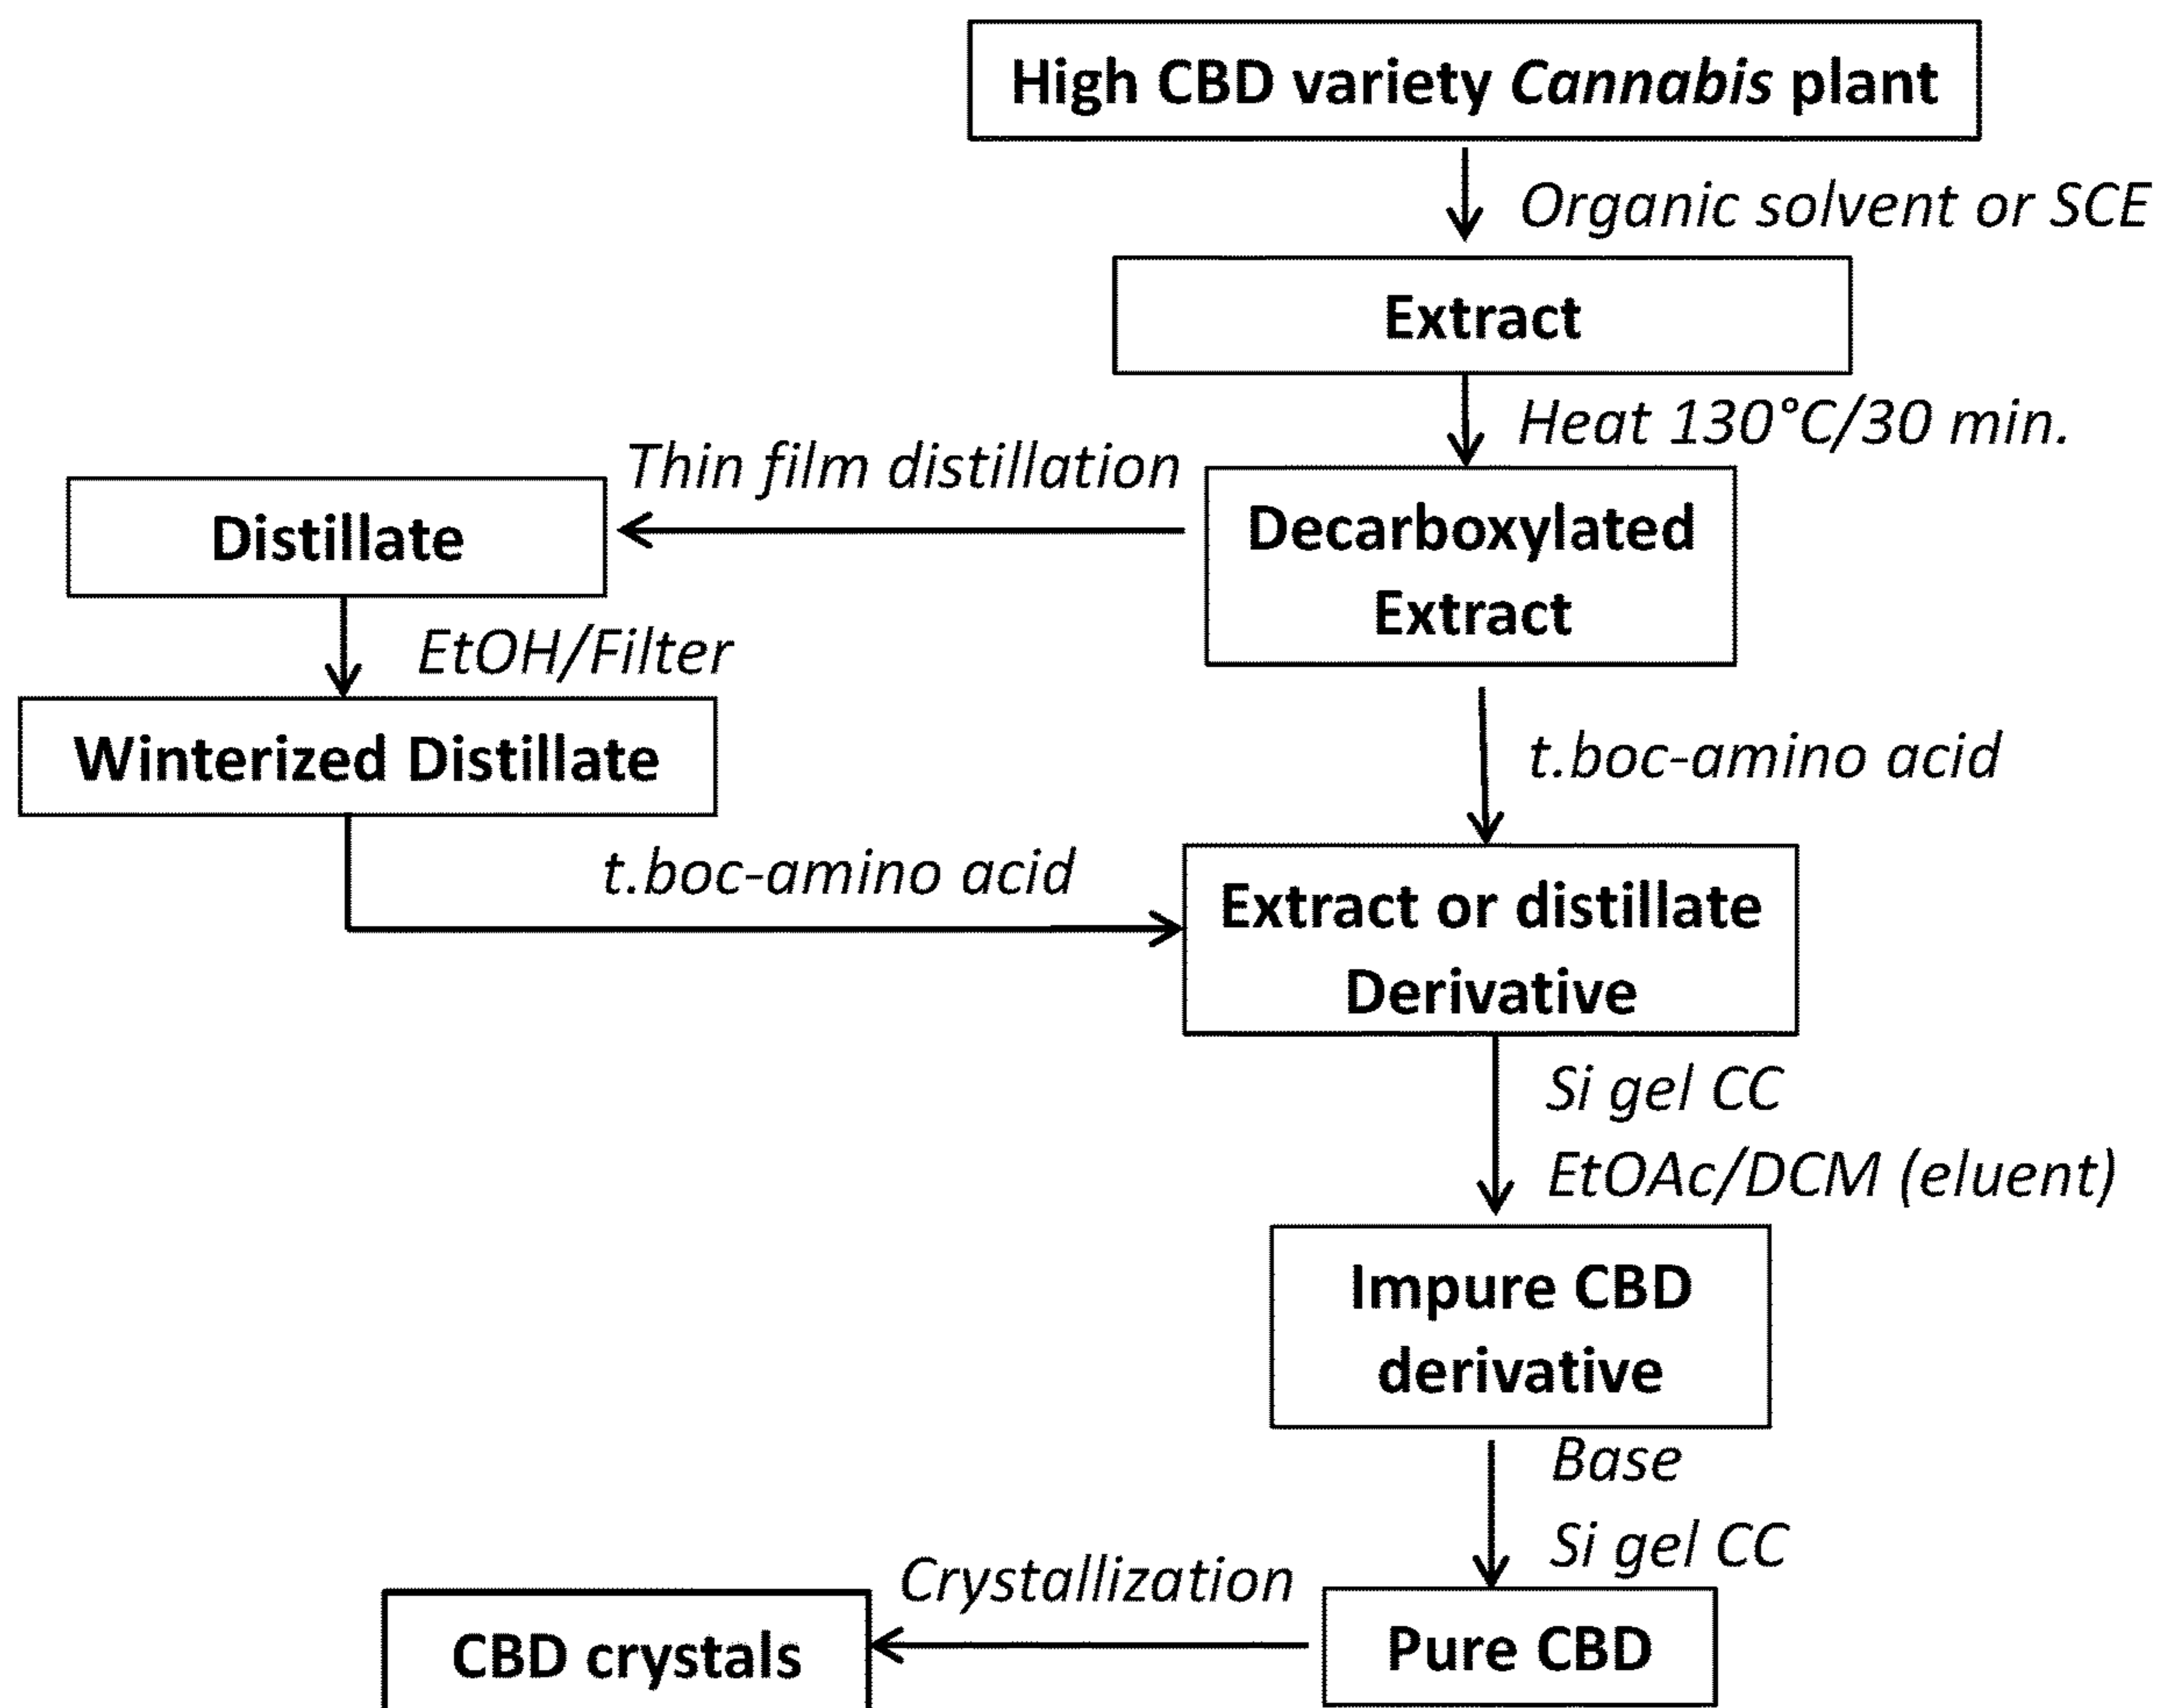 High CBD variety Cannabis plant
Organic solvent or SCE
Extract
Heat 130°C/30 min.
Thin film distillation
Distillate
Decarboxylated
Extract
EtOH/Filter
Winterized Distillate
t.boc-amino acid
t.boc-amino acid
Extract or distillate
Derivative
Si gel CC
EtOAc/DCM (eluent)
Impure CBD
derivative
Base
Si gel CC
Crystallization
CBD crystals
Pure CBD